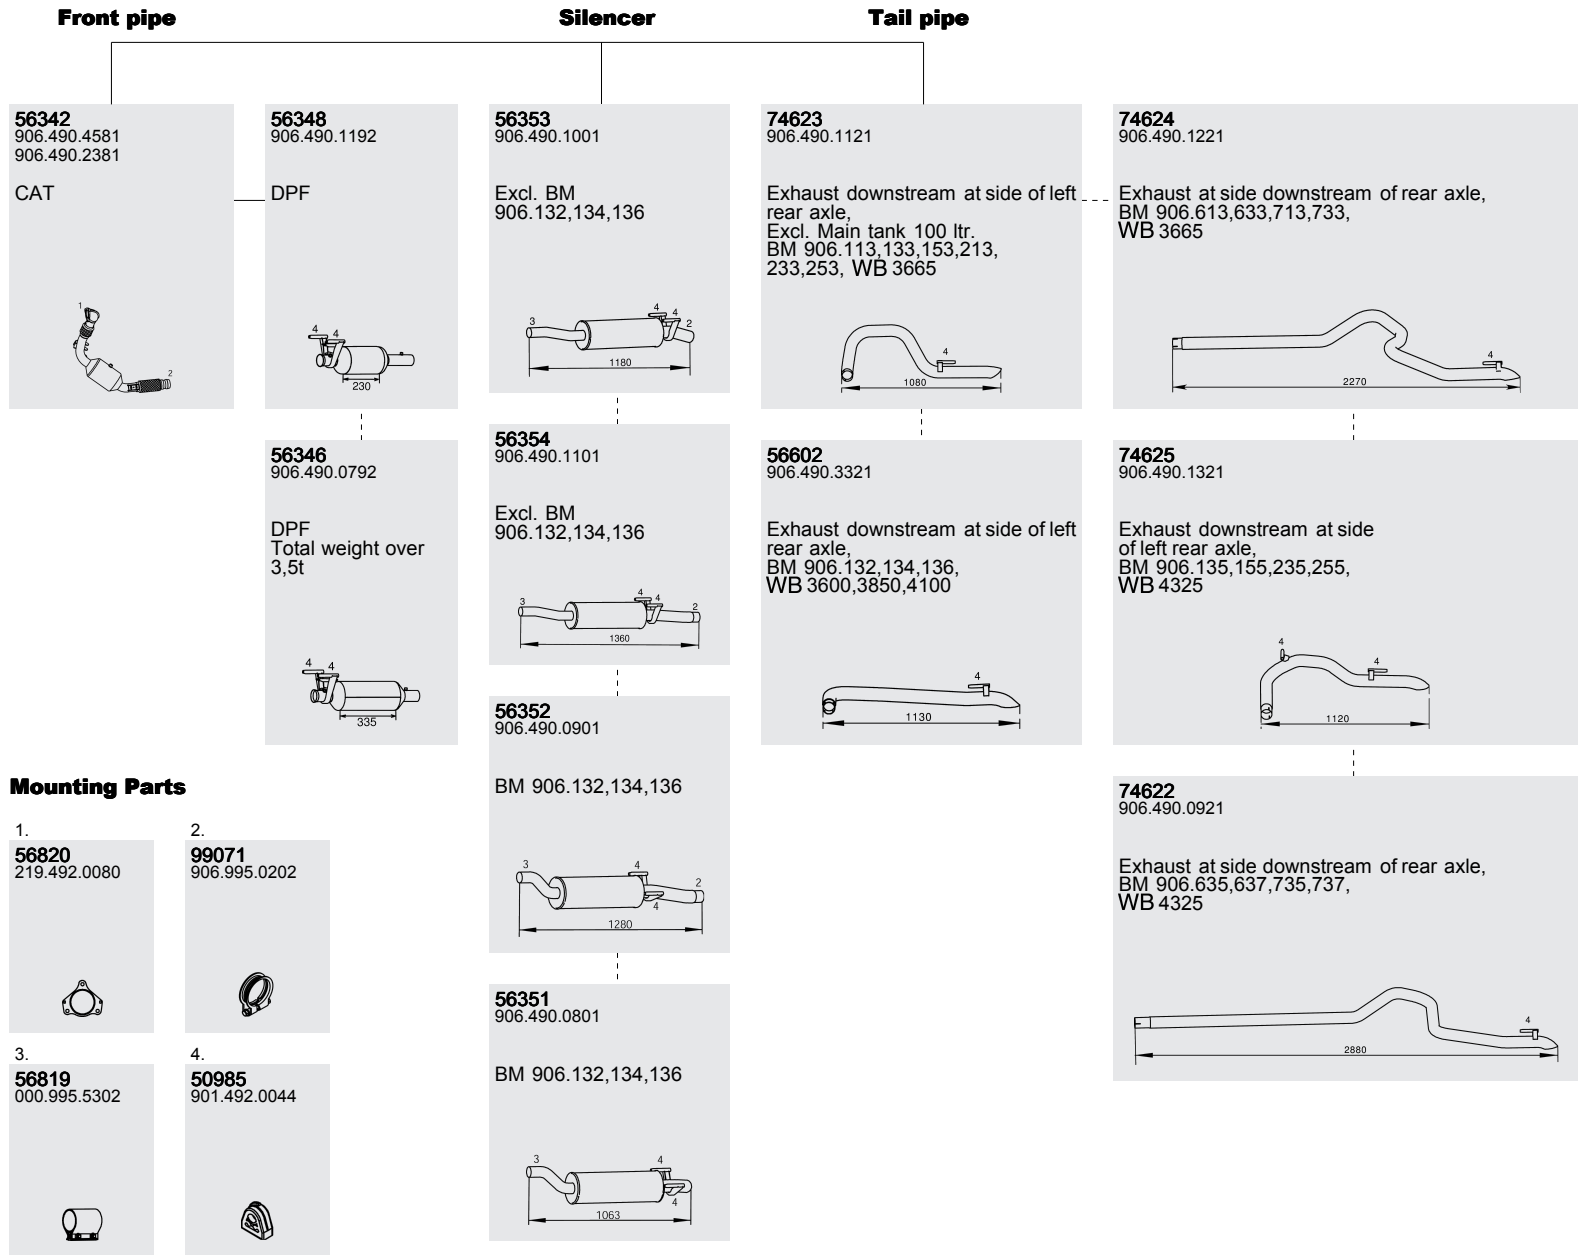 Front pipe
Silencer
Tail pipe
56342
906.490.4581
906.490.2381
CAT
1
2
56348
906.490.1192
DPF
4
4
230
56346
906.490.0792
DPF
Total weight over
3,5t
4
4
335
56353
906.490.1001
Excl. BM
906.132,134,136
3
4
4
2
1180
56354
906.490.1101
Excl. BM
906.132,134,136
3
4
4
2
1360
56352
906.490.0901
BM 906.132,134,136
3
4
2
4
1280
56351
906.490.0801
BM 906.132,134,136
3
4
4
1063
74623
906.490.1121
Exhaust downstream at side of left
rear axle,
Excl. Main tank 100 ltr.
BM 906.113,133,153,213,
233,253, WB 3665
4
1080
56602
906.490.3321
Exhaust downstream at side of left
rear axle,
BM 906.132,134,136,
WB 3600,3850,4100
4
1130
74624
906.490.1221
Exhaust at side downstream of rear axle,
BM 906.613,633,713,733,
WB 3665
4
2270
74625
906.490.1321
Exhaust downstream at side
of left rear axle,
BM 906.135,155,235,255,
WB 4325
4
4
1120
74622
906.490.0921
Exhaust at side downstream of rear axle,
BM 906.635,637,735,737,
WB 4325
4
2880
Mounting Parts
1.
56820
219.492.0080
2.
99071
906.995.0202
3.
56819
000.995.5302
4.
50985
901.492.0044